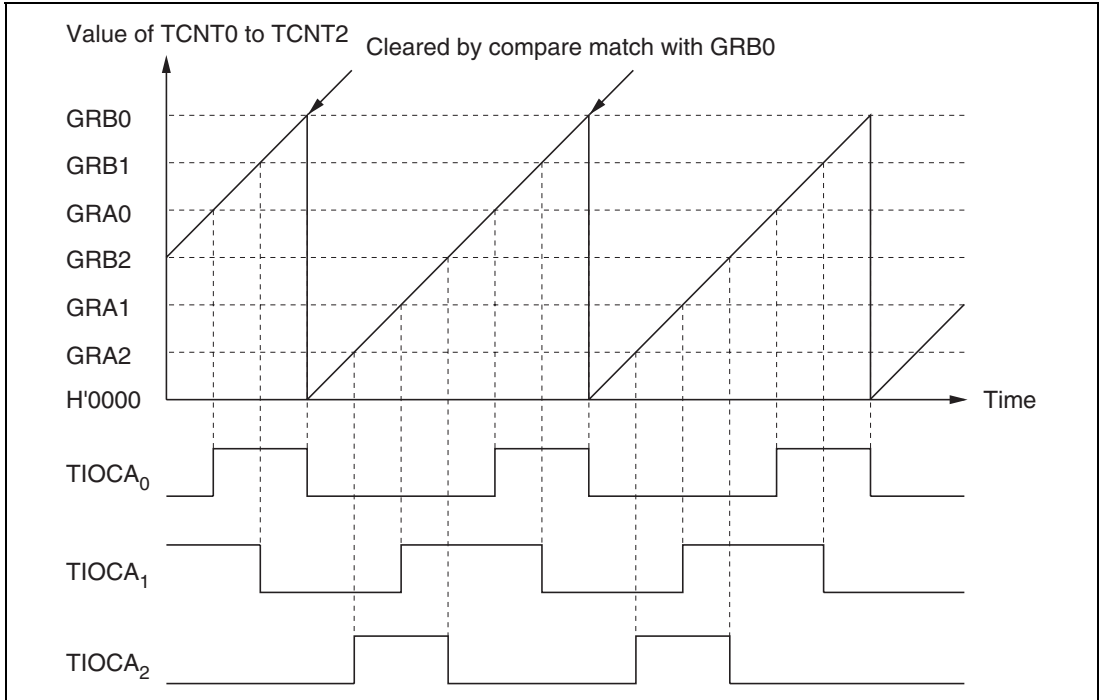 Value of TCNT0 to TCNT2
Cleared by compare match with GRB0
GRB0
GRB1
GRA0
GRB2
GRA1
GRA2
H'0000
Time
TIOCA0
TIOCA1
TIOCA2